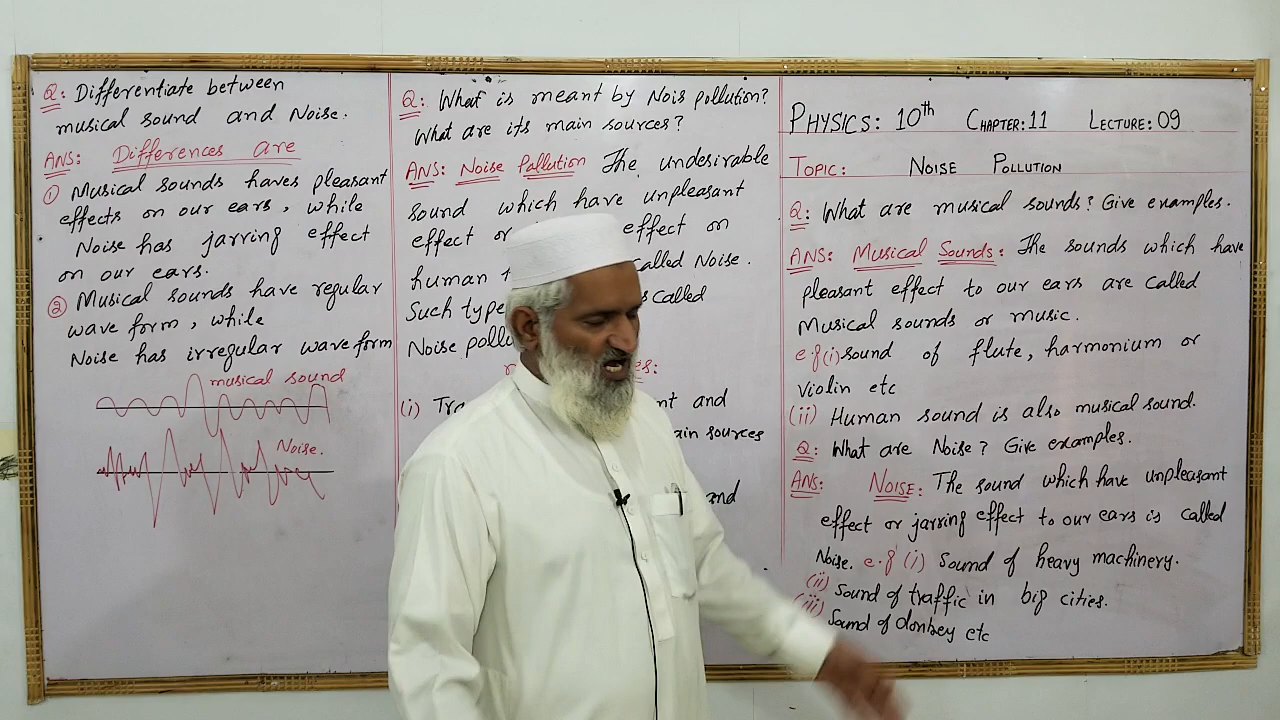 Q: Differentiate between
musical sound and Noise.
ANS: Differences are
① Musical sounds haves pleasant
effects on our ears, while
Noise has jarring effect
on our ears.
② Musical sounds have regular
wave form, while
Noise has irregular wave form
musical sound
Noise.
Q: What is meant by Nois pollution?
What are its main sources?
ANS: Noise Pallution The undesirable
sound which have unpleasant
effect or effect on
human called Noise.
Such type called
Noise
(i) and
sources
and
PHYSICS: 10th CHAPTER: 11 LECTURE: 09
TOPIC: NOISE POLLUTION
Q: What are musical sounds? Give examples.
ANS: Musical Sounds: The sounds which have
pleasant effect to our ears are called
Musical sounds or music.
e.g (i) sound of flute, harmonium or
violin etc
(ii) Human sound is also musical sound.
Q: What are Noise? Give examples.
ANS: NOISE: The sound which have unpleasant
effect or jarring effect to our ears is called
Noise. e.g (i) Sound of heavy machinery.
(ii) Sound of traffic in big cities.
(iii) Sound of donkey etc